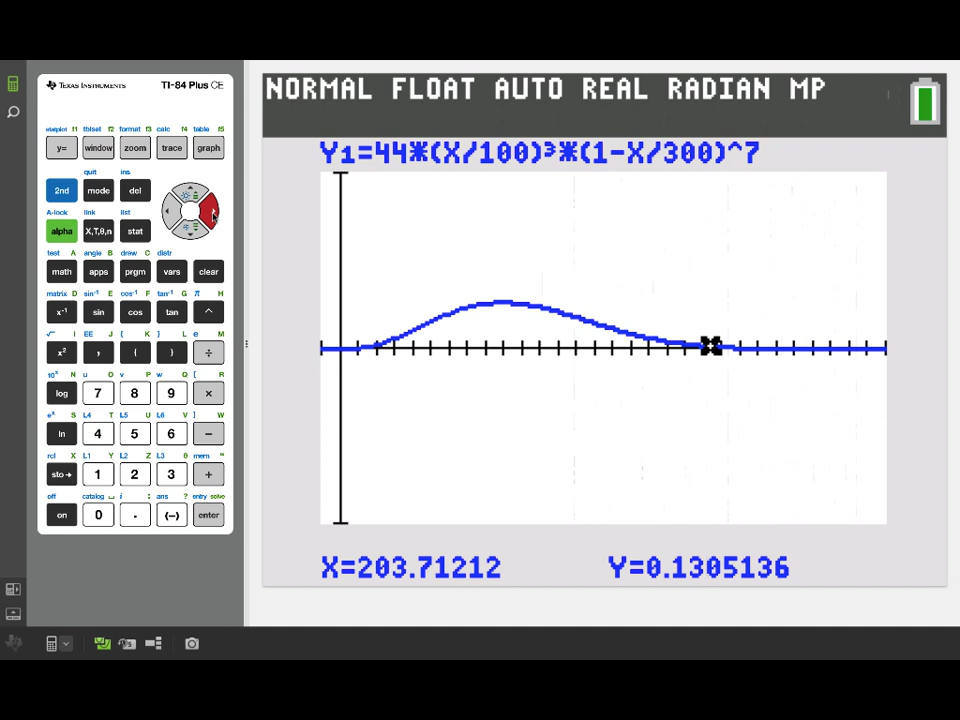 TEXAS INSTRUMENTS TI-84 Plus CE
statplot f1 tblset f2 format f3 calc f4 table f5
y= window zoom trace graph
quit ins
2nd mode del
A-lock link list
alpha X,T,θ,n stat
test A angle B draw C distr
math apps prgm vars clear
matrix D sin⁻¹ E cos⁻¹ F tan⁻¹ G π H
x⁻¹ sin cos tan ^
√ I EE J { K } L e M
x² , ( ) ÷
10ˣ N u O v P w Q [ R
log 7 8 9 ×
eˣ S L4 T L5 U L6 V ] W
ln 4 5 6 −
rcl X L1 Y L2 Z L3 θ mem "
sto→ 1 2 3 +
off catalog i : ans ? entry solve
on 0 . (−) enter
NORMAL FLOAT AUTO REAL RADIAN MP
Y1=44*(X/100)³*(1-X/300)^7
X=203.71212 Y=0.1305136